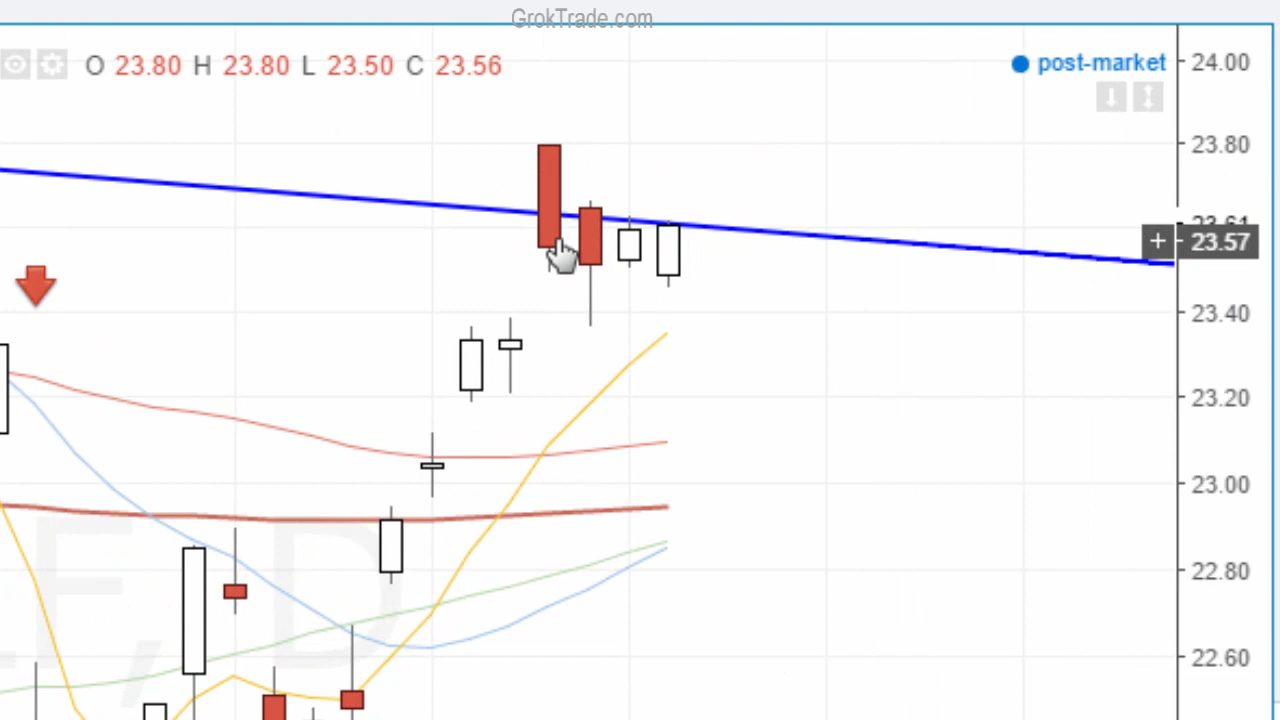 GrokTrade.com
O 23.80 H 23.80 L 23.50 C 23.56
post-market
24.00
23.80
+ 23.57
23.40
23.20
23.00
22.80
22.60